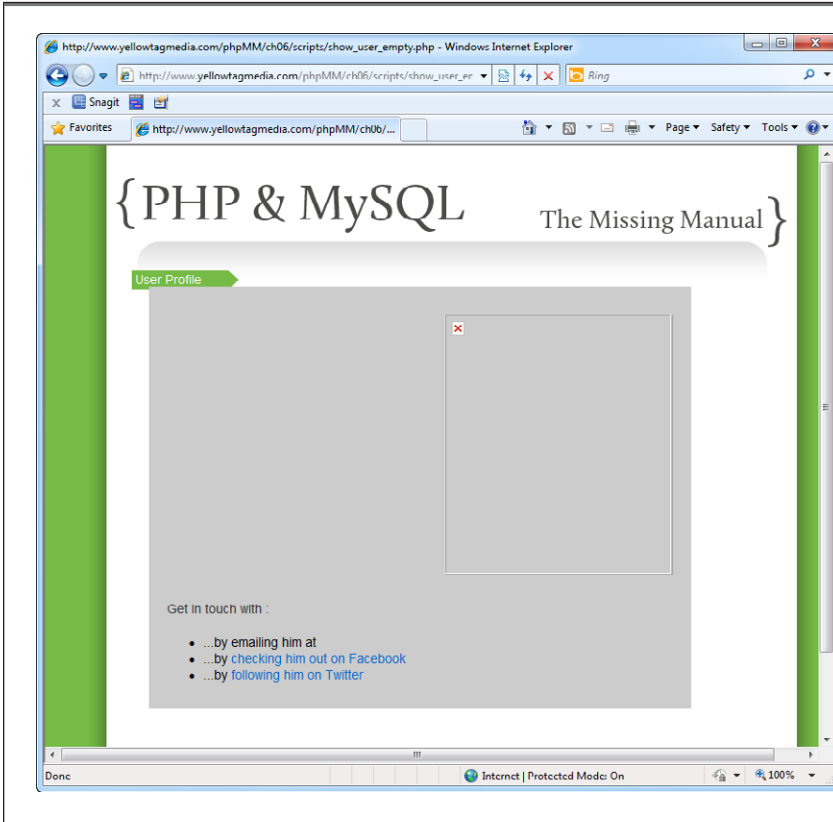 http://www.yellowtagmedia.com/phpMM/ch06/scripts/show_user_empty.php - Windows Internet Explorer
http://www.yellowtagmedia.com/phpMM/ch06/scripts/show_user_er
Bing
x Snagit
Favorites
http://www.yellowtagmedia.com/phpMM/ch06/...
Page Safety Tools
{PHP & MySQL
The Missing Manual}
User Profile
Get in touch with :
• ...by emailing him at
• ...by checking him out on Facebook
• ...by following him on Twitter
Done
Internet | Protected Mode: On
100%